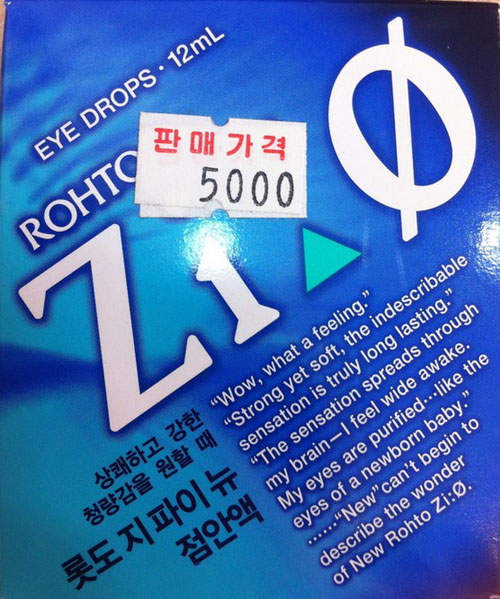 EYE DROPS · 12mL
ROHTO
판매가격
5000
Zi
Ø
"Wow, what a feeling."
"Strong yet soft, the indescribable
sensation is truly long lasting."
"The sensation spreads through
my brain—I feel wide awake.
My eyes are purified…like the
eyes of a newborn baby."
……"New" can't begin to
describe the wonder
of New Rohto Zi:Ø.
상쾌하고 강한
청량감을 원할 때
롯도 지파이 뉴
점안액